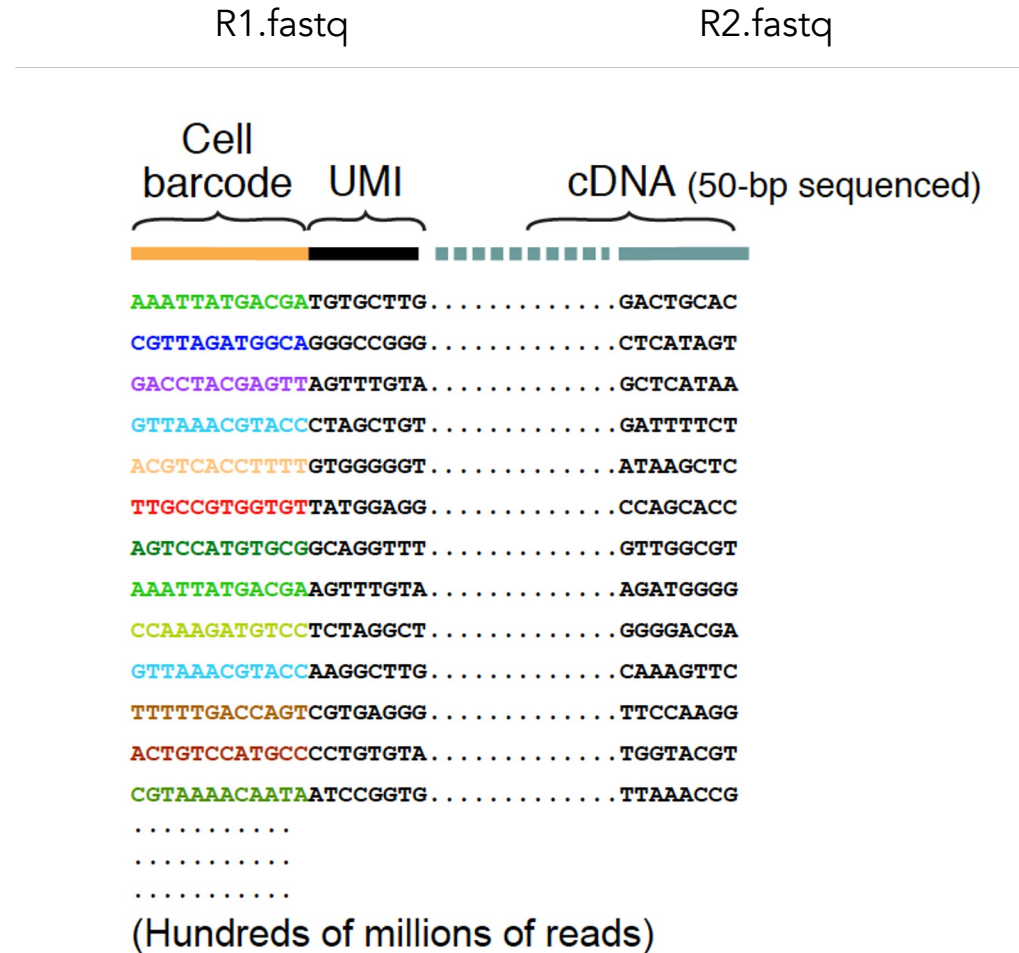 R1.fastq R2.fastq
Cell
barcode UMI cDNA (50-bp sequenced)
AAATTATGACGATGTGCTTG.............GACTGCAC
CGTTAGATGGCAGGGCCGGG.............CTCATAGT
GACCTACGAGTTAGTTTGTA.............GCTCATAA
GTTAAACGTACCCTAGCTGT.............GATTTTCT
ACGTCACCTTTTGTGGGGGT.............ATAAGCTC
TTGCCGTGGTGTTATGGAGG.............CCAGCACC
AGTCCATGTGCGGCAGGTTT.............GTTGGCGT
AAATTATGACGAAGTTTGTA.............AGATGGGG
CCAAAGATGTCCTCTAGGCT.............GGGGACGA
GTTAAACGTACCAAGGCTTG.............CAAAGTTC
TTTTTGACCAGTCGTGAGGG.............TTCCAAGG
ACTGTCCATGCCCCTGTGTA.............TGGTACGT
CGTAAAACAATAATCCGGTG.............TTAAACCG
...........
...........
...........
(Hundreds of millions of reads)